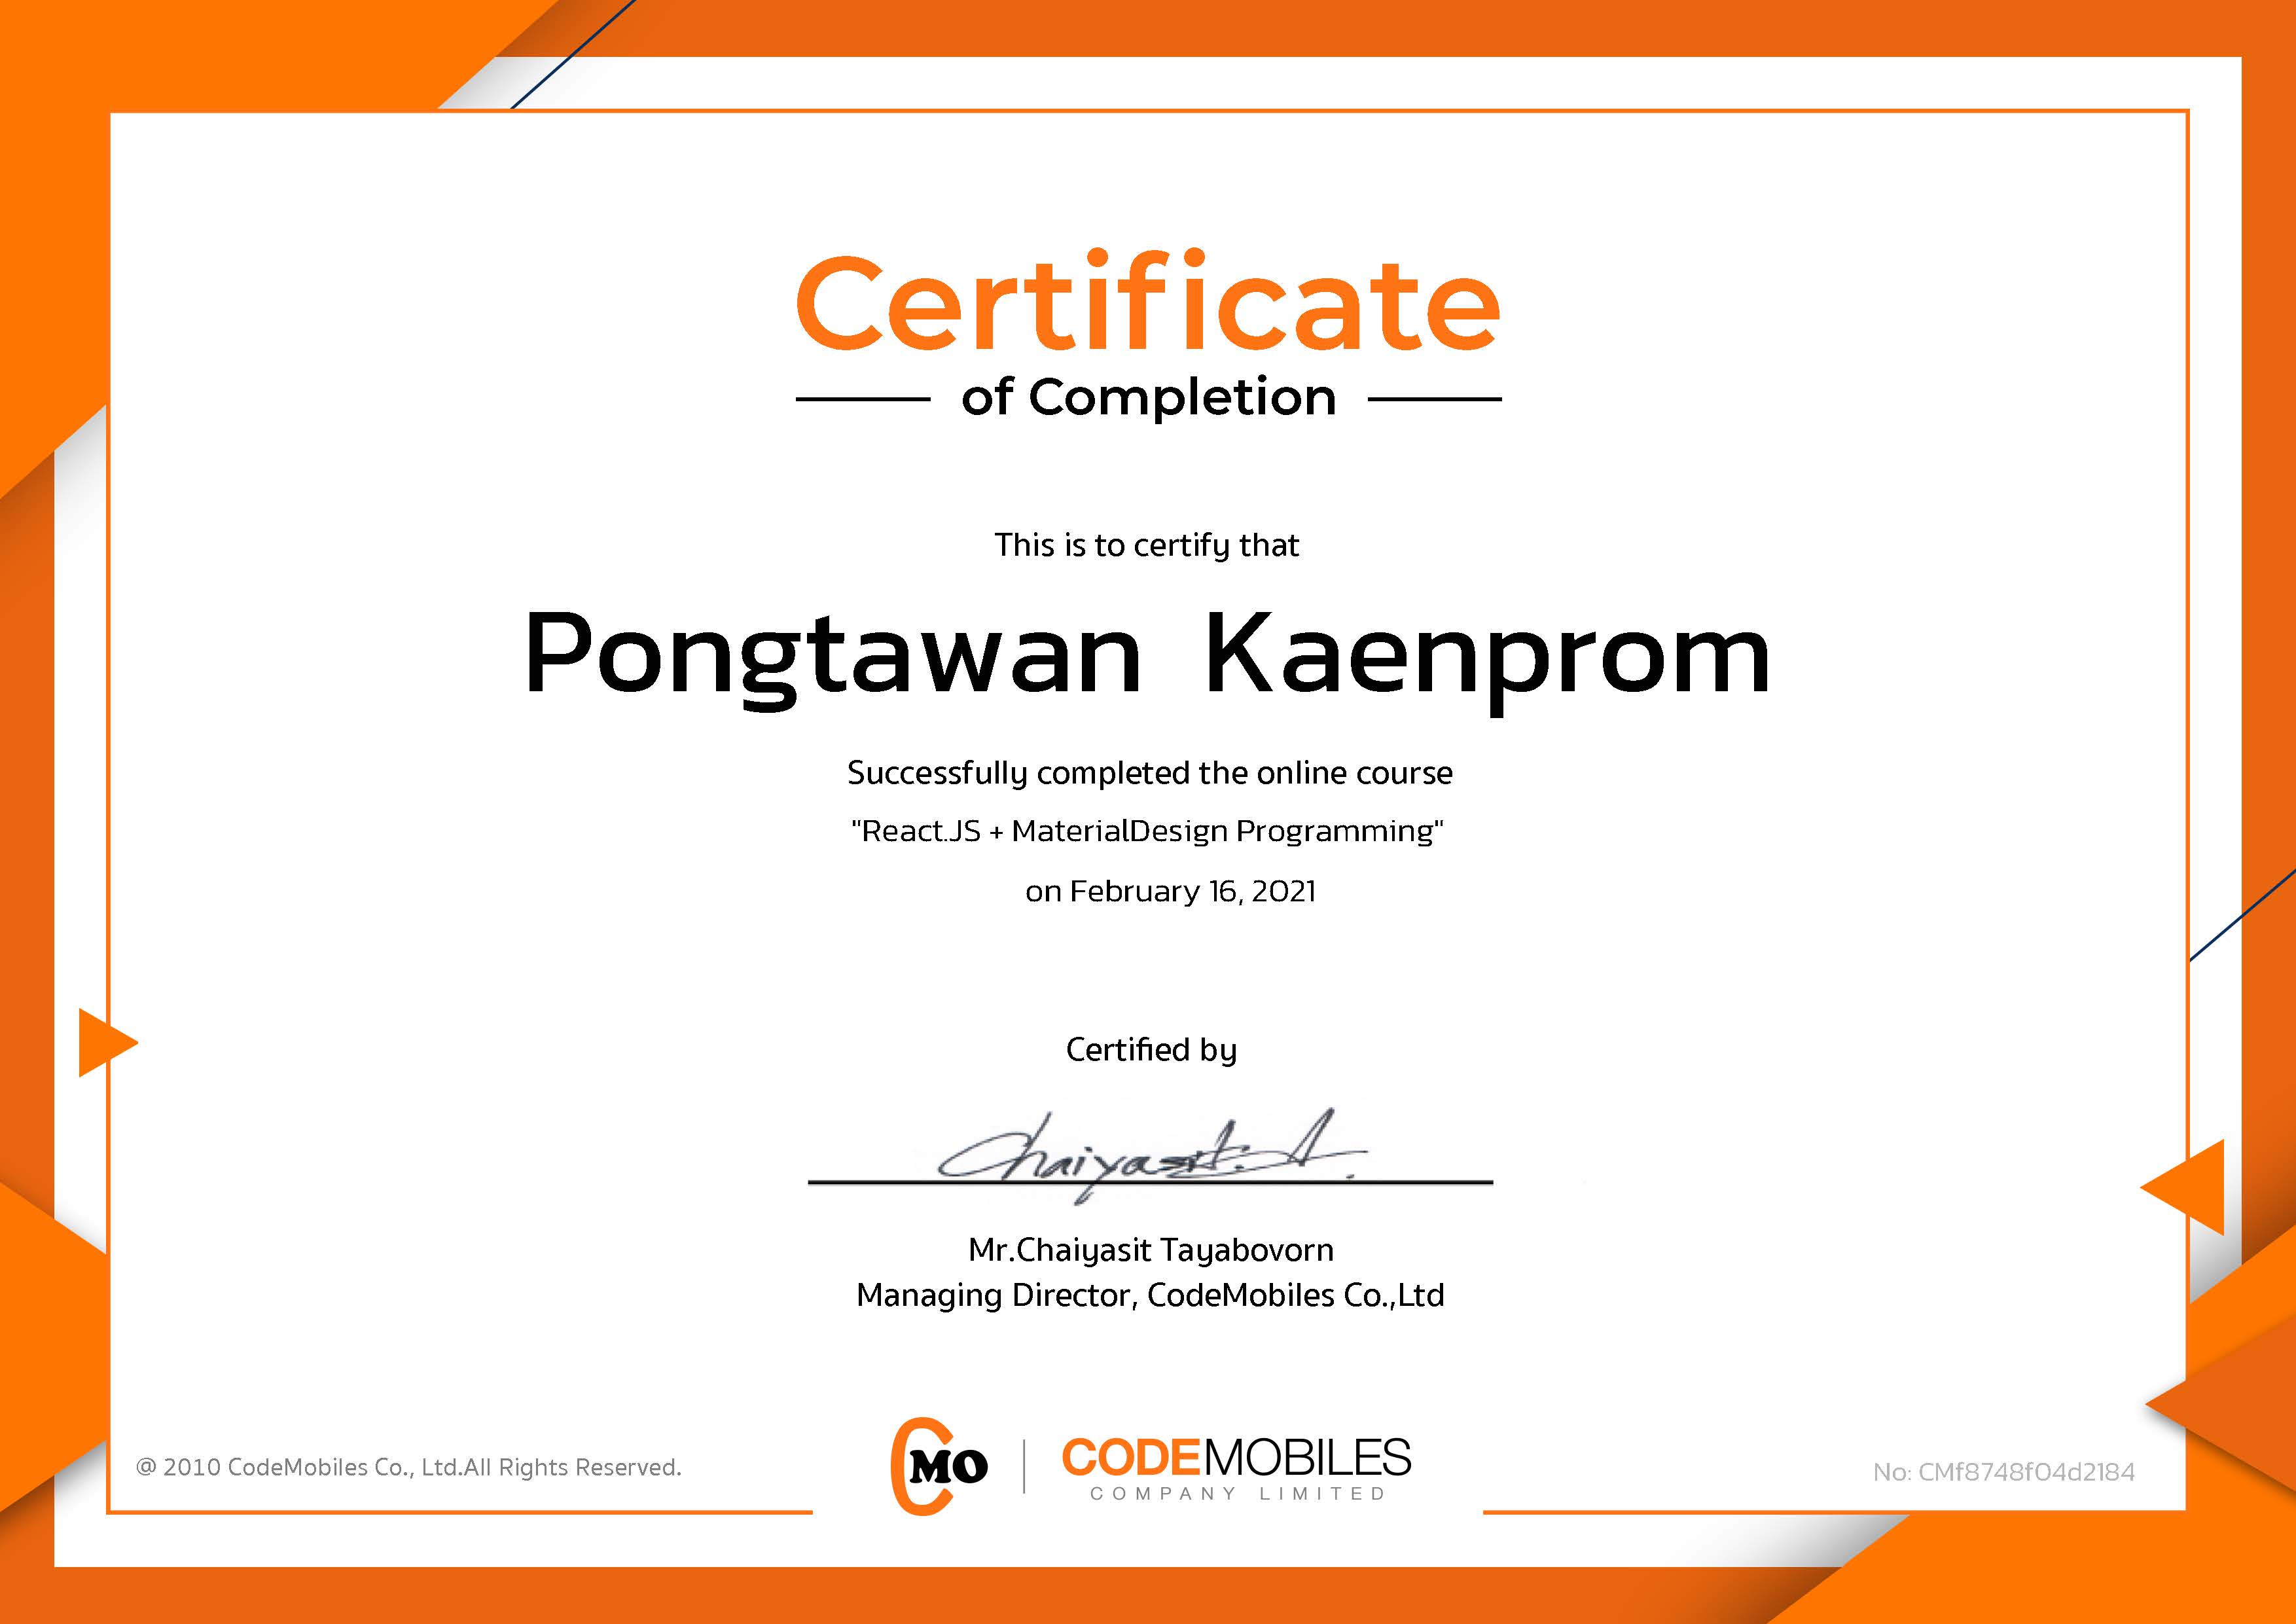 Certificate
of Completion
This is to certify that
Pongtawan Kaenprom
Successfully completed the online course
"React.JS + MaterialDesign Programming"
on February 16, 2021
Certified by
Chaiyasit. A.
Mr.Chaiyasit Tayabovorn
Managing Director, CodeMobiles Co.,Ltd
@ 2010 CodeMobiles Co., Ltd.All Rights Reserved.
CMO
CODEMOBILES
COMPANY LIMITED
No: CMf8748f04d2184